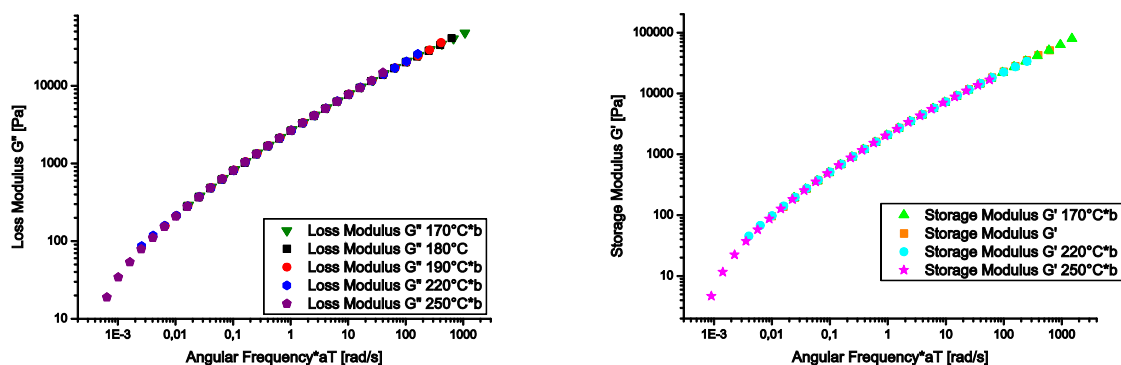 Loss Modulus G" [Pa]
10000
1000
100
10
Loss Modulus G" 170°C*b
Loss Modulus G" 180°C
Loss Modulus G" 190°C*b
Loss Modulus G" 220°C*b
Loss Modulus G" 250°C*b
1E-3 0,01 0,1 1 10 100 1000
Angular Frequency*aT [rad/s]
Storage Modulus G' [Pa]
100000
10000
1000
100
10
Storage Modulus G' 170°C*b
Storage Modulus G'
Storage Modulus G' 220°C*b
Storage Modulus G' 250°C*b
1E-3 0,01 0,1 1 10 100 1000
Angular Frequency*aT [rad/s]